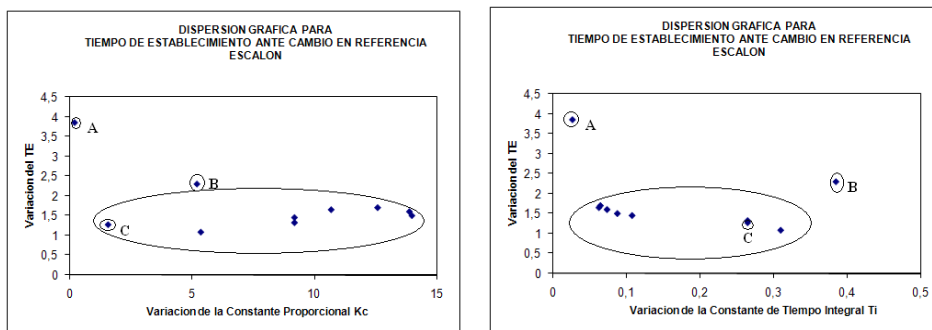 DISPERSION GRAFICA PARA
TIEMPO DE ESTABLECIMIENTO ANTE CAMBIO EN REFERENCIA
ESCALON
4,5
4
3,5
3
2,5
2
1,5
1
0,5
0
Variacion del TE
A
B
C
0
5
10
15
Variacion de la Constante Proporcional Kc
DISPERSION GRAFICA PARA
TIEMPO DE ESTABLECIMIENTO ANTE CAMBIO EN REFERENCIA
ESCALON
4,5
4
3,5
3
2,5
2
1,5
1
0,5
0
Variacion del TE
A
B
C
0
0,1
0,2
0,3
0,4
0,5
Variacion de la Constante de TIempo Integral Ti